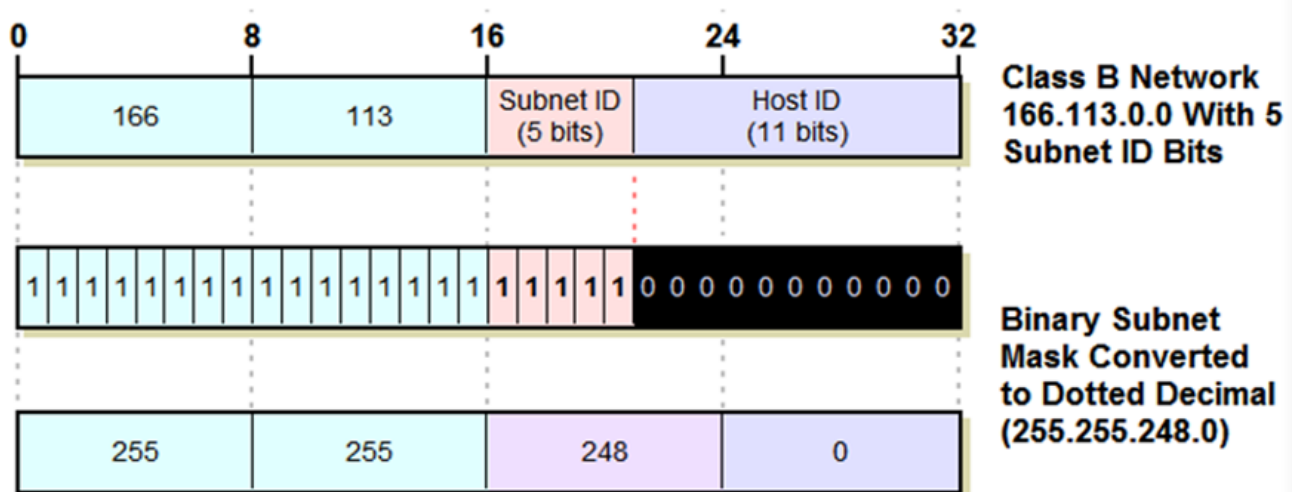 0 8 16 24 32
166 113 Subnet ID Host ID
(5 bits) (11 bits)
Class B Network
166.113.0.0 With 5
Subnet ID Bits
1 1 1 1 1 1 1 1 1 1 1 1 1 1 1 1 1 1 1 1 1 0 0 0 0 0 0 0 0 0 0 0
Binary Subnet
Mask Converted
to Dotted Decimal
(255.255.248.0)
255 255 248 0